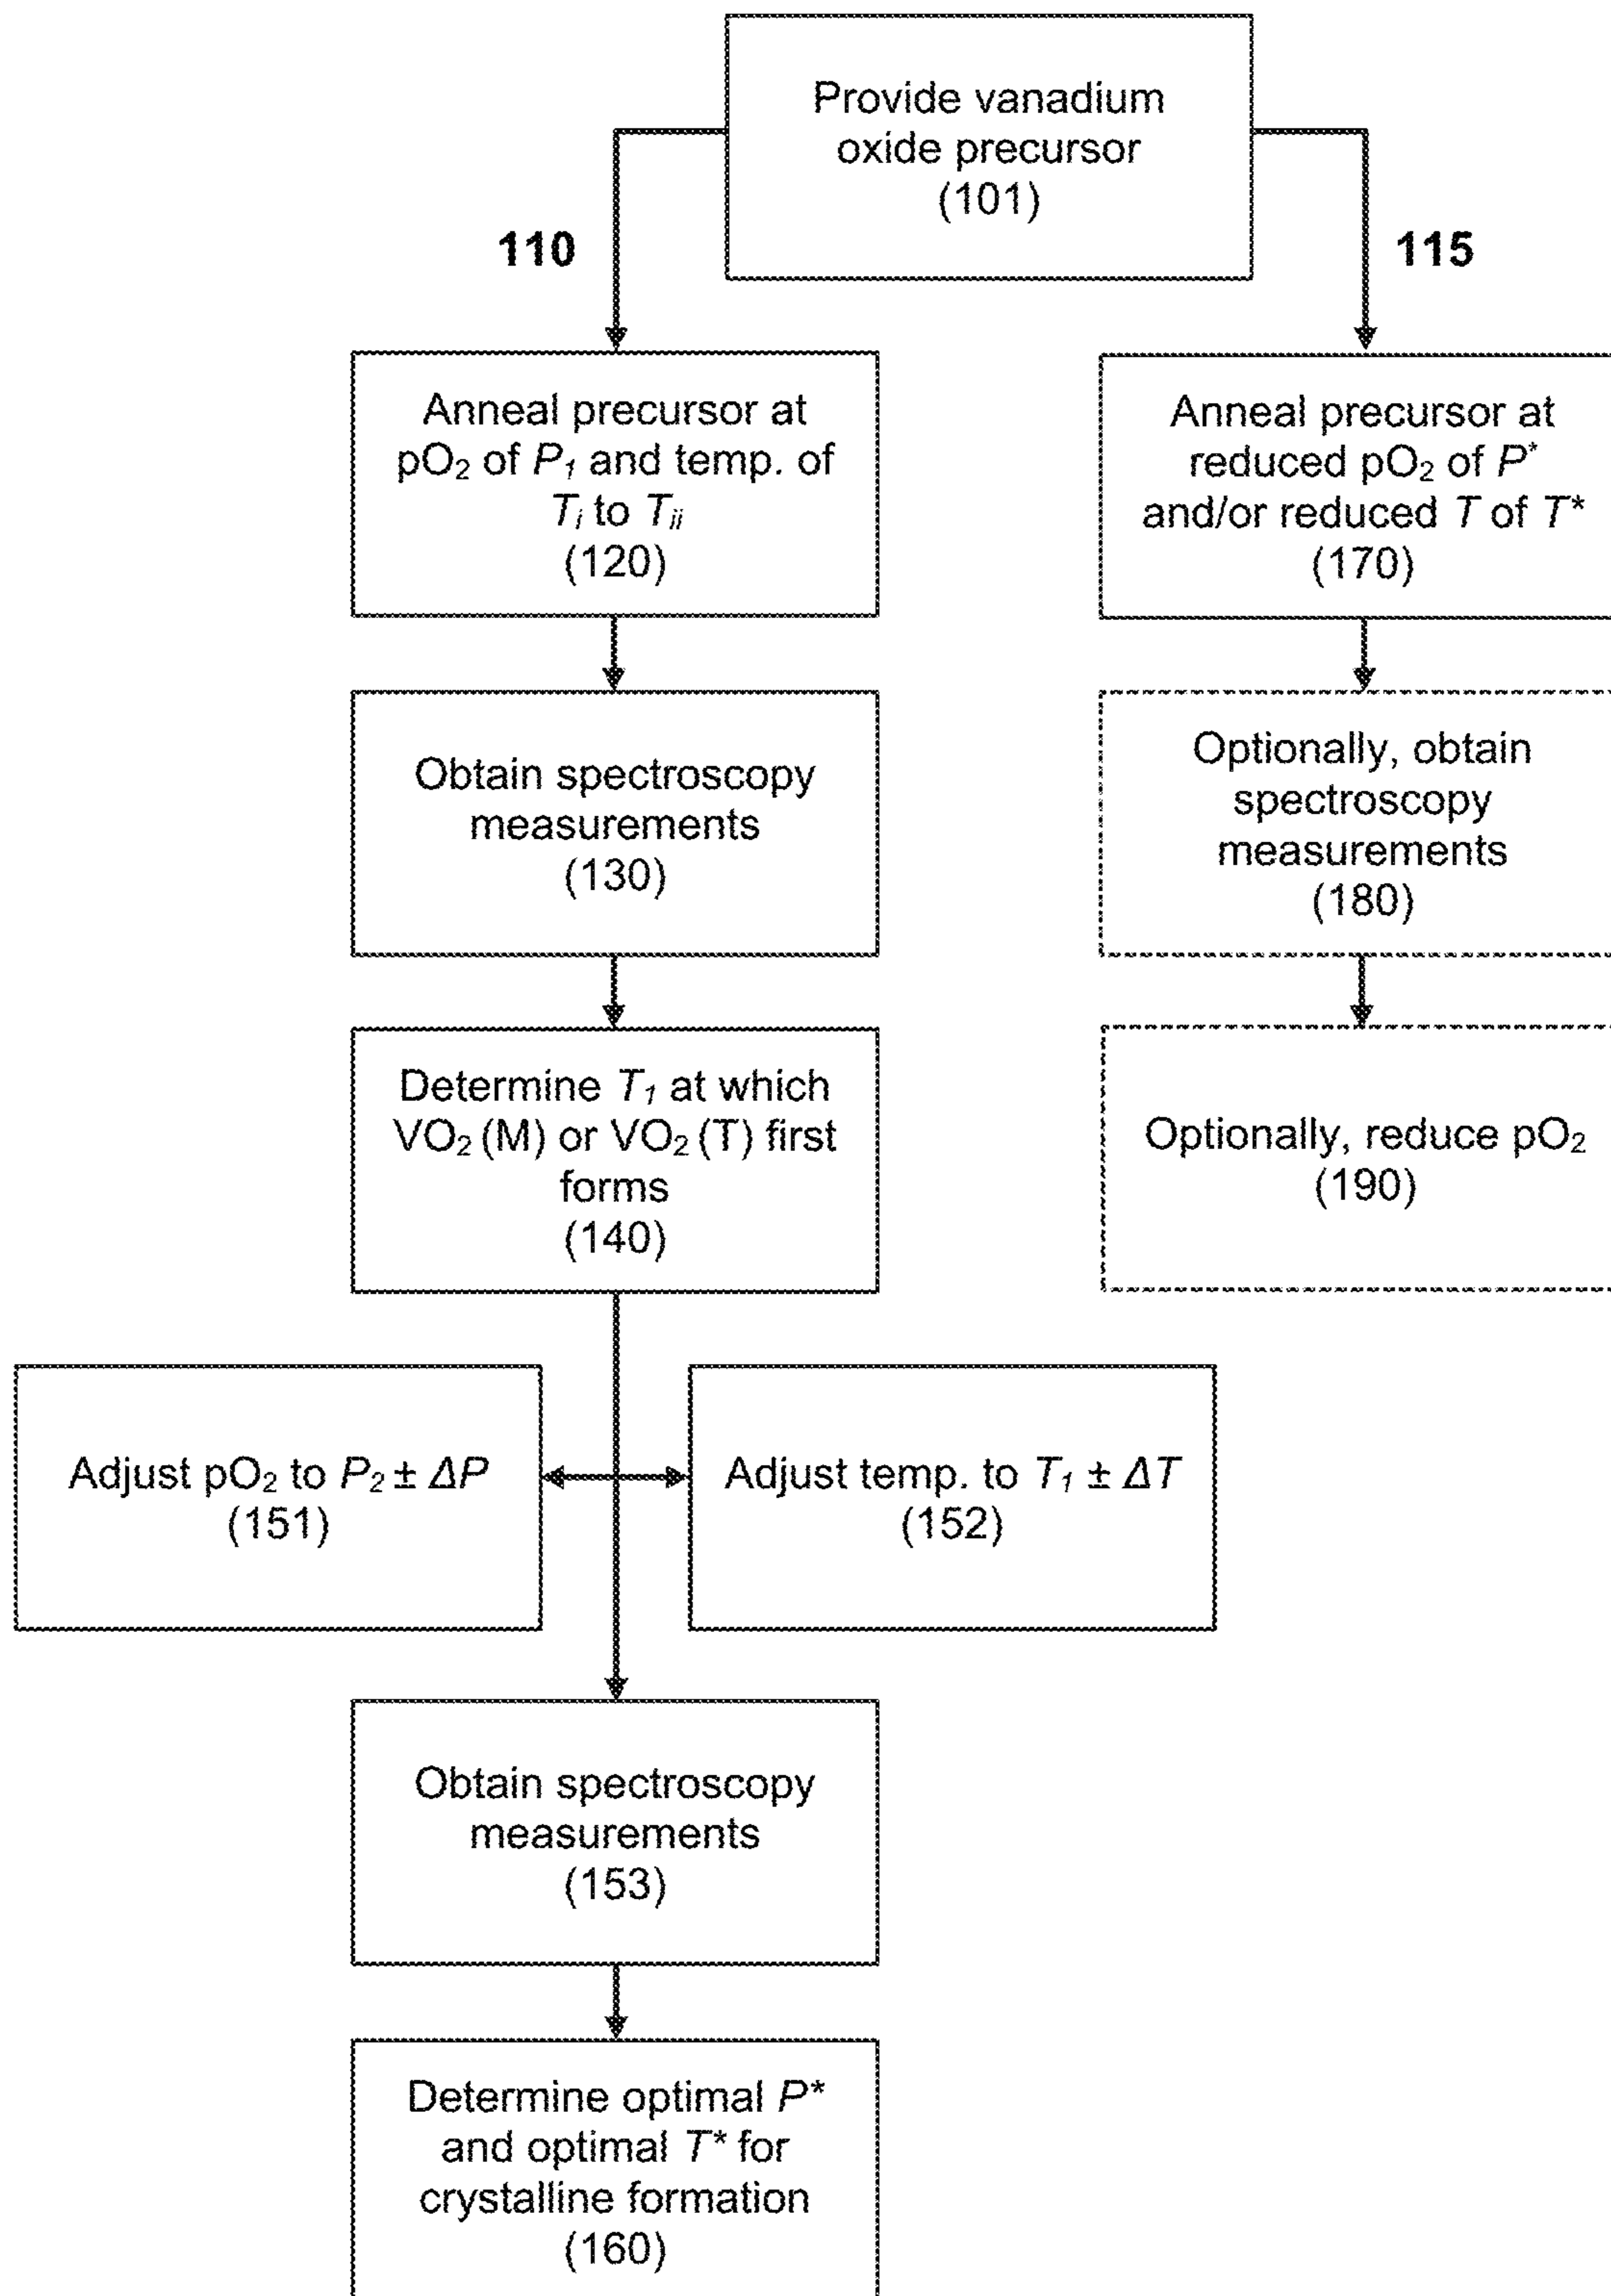 Provide vanadium
oxide precursor
(101)
110
115
Anneal precursor at
pO₂ of P₁ and temp. of
Tᵢ to Tᵢᵢ
(120)
Anneal precursor at
reduced pO₂ of P*
and/or reduced T of T*
(170)
Obtain spectroscopy
measurements
(130)
Optionally, obtain
spectroscopy
measurements
(180)
Determine T₁ at which
VO₂ (M) or VO₂ (T) first
forms
(140)
Optionally, reduce pO₂
(190)
Adjust pO₂ to P₂ ± ΔP
(151)
Adjust temp. to T₁ ± ΔT
(152)
Obtain spectroscopy
measurements
(153)
Determine optimal P*
and optimal T* for
crystalline formation
(160)